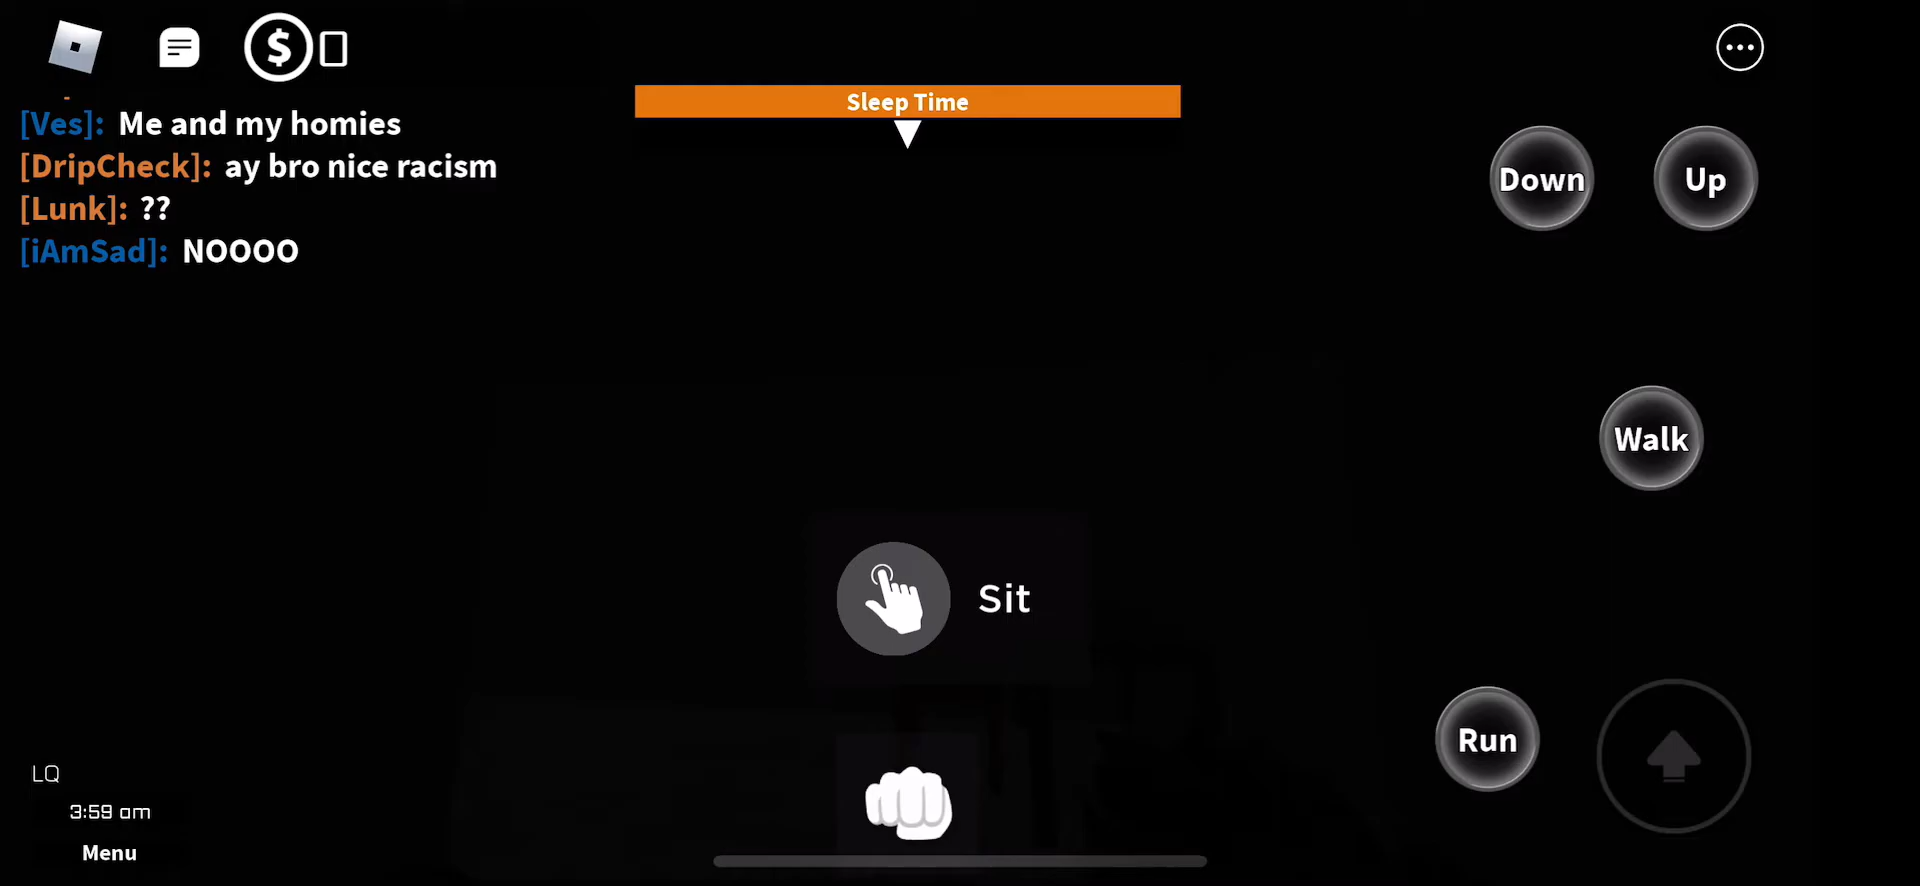 $
Sleep Time
[Ves]: Me and my homies
[DripCheck]: ay bro nice racism
[Lunk]: ??
[iAmSad]: NOOOO
Down
Up
Walk
Sit
Run
LQ
3:59 am
Menu